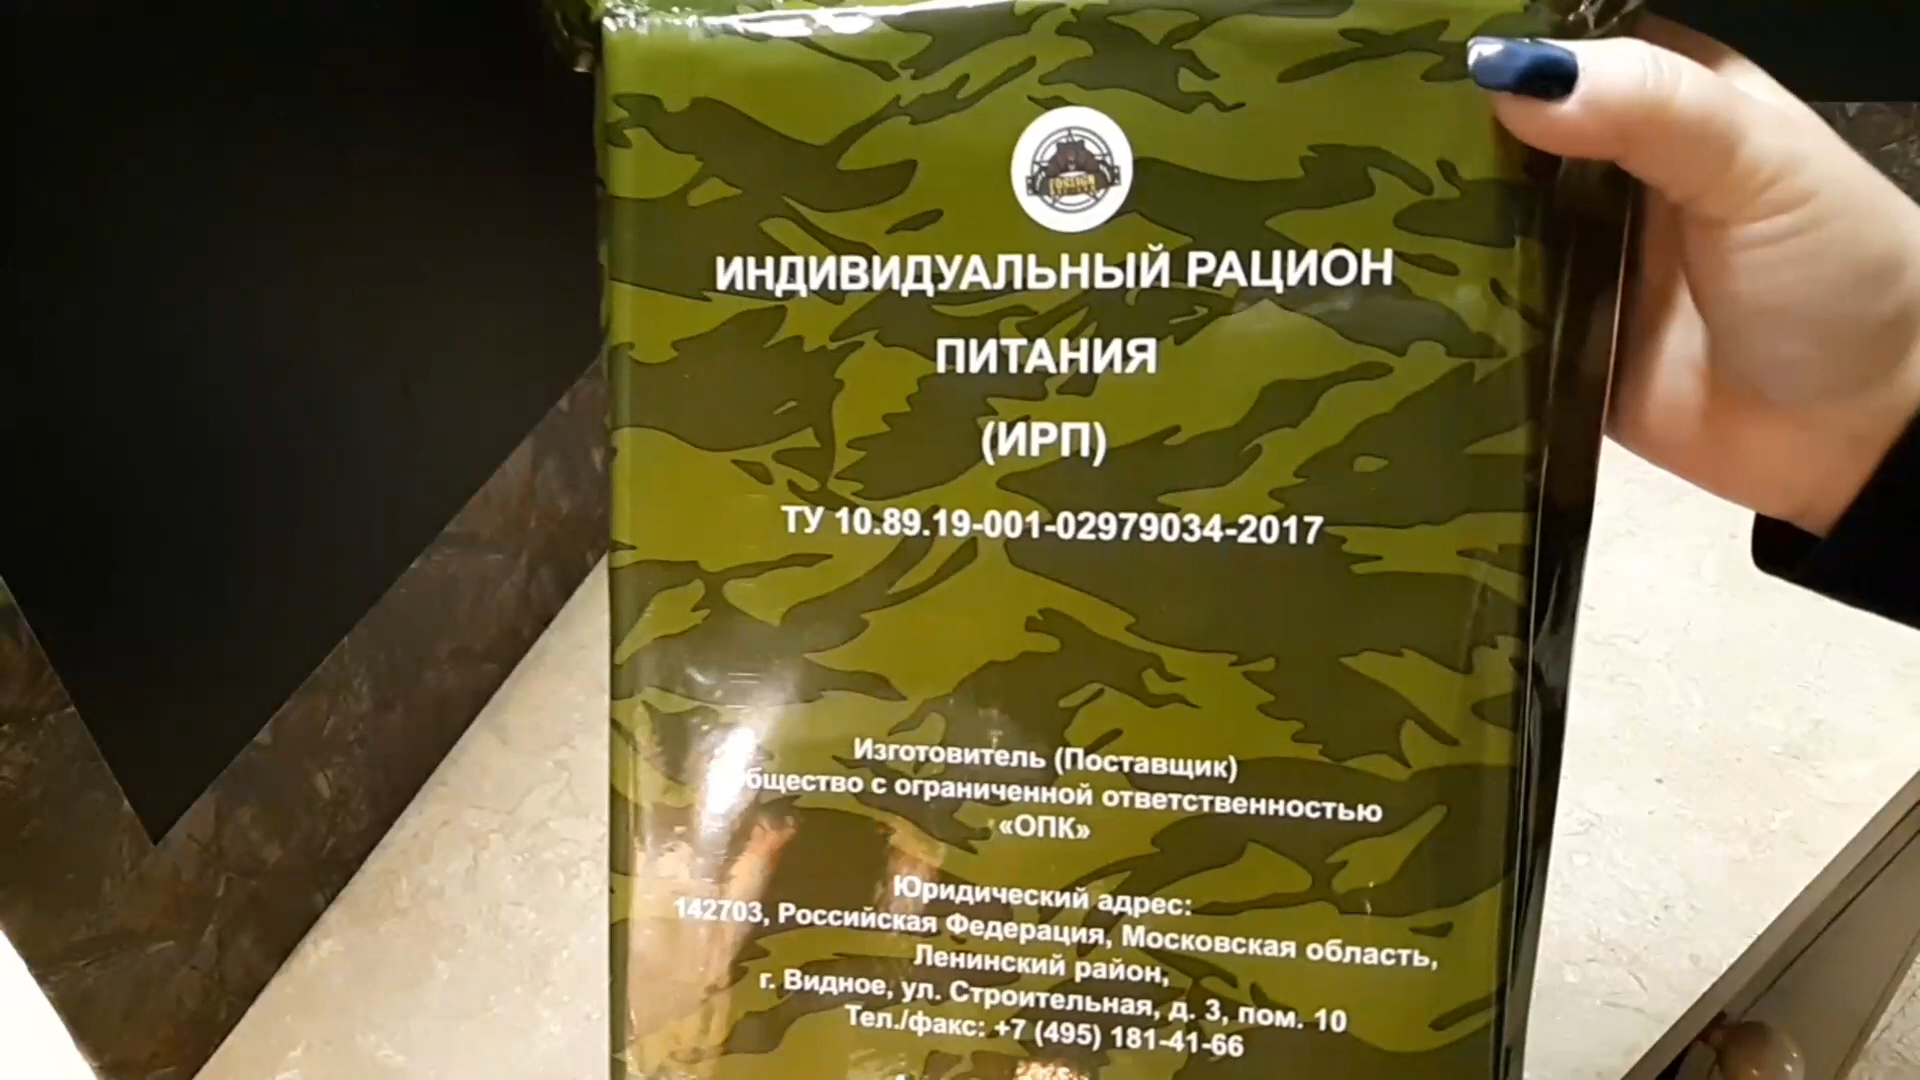 FOREIGN
ИНДИВИДУАЛЬНЫЙ РАЦИОН
ПИТАНИЯ
(ИРП)
ТУ 10.89.19-001-02979034-2017
Изготовитель (Поставщик)
бщество с ограниченной ответственностью
«ОПК»
Юридический адрес:
142703, Российская Федерация, Московская область,
Ленинский район,
г. Видное, ул. Строительная, д. 3, пом. 10
Тел./факс: +7 (495) 181-41-66